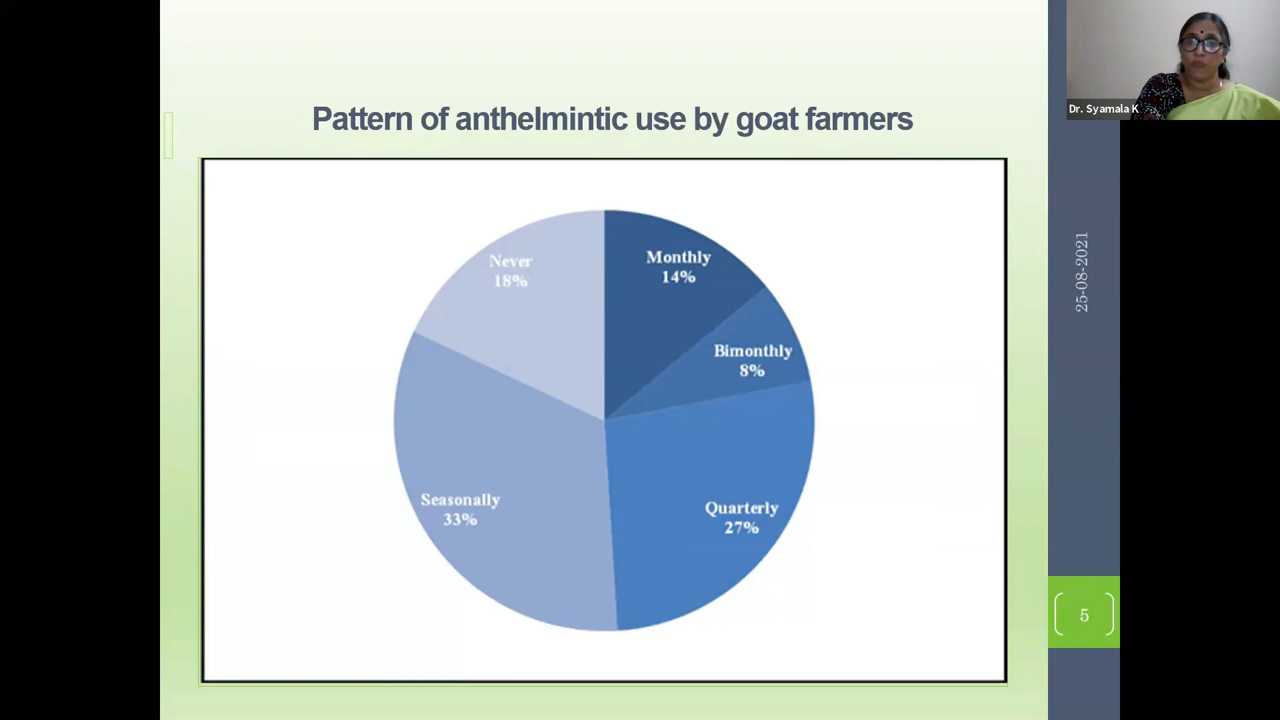 Pattern of anthelmintic use by goat farmers
Never
18%
Monthly
14%
Bimonthly
8%
Quarterly
27%
Seasonally
33%
Dr. Syamala K
25-08-2021
5